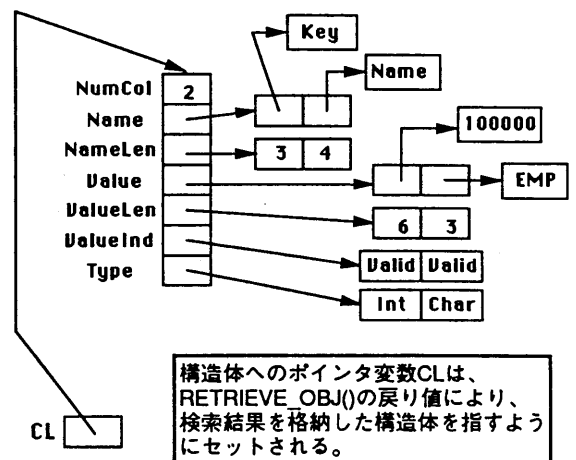 Key
Name
NumCol 2
Name
100000
NameLen 3 4
Value
EMP
ValueLen 6 3
ValueInd
Valid Valid
Type
Int Char
構造体へのポインタ変数CLは、
RETRIEVE_OBJ()の戻り値により、
検索結果を格納した構造体を指すよう
にセットされる。
CL